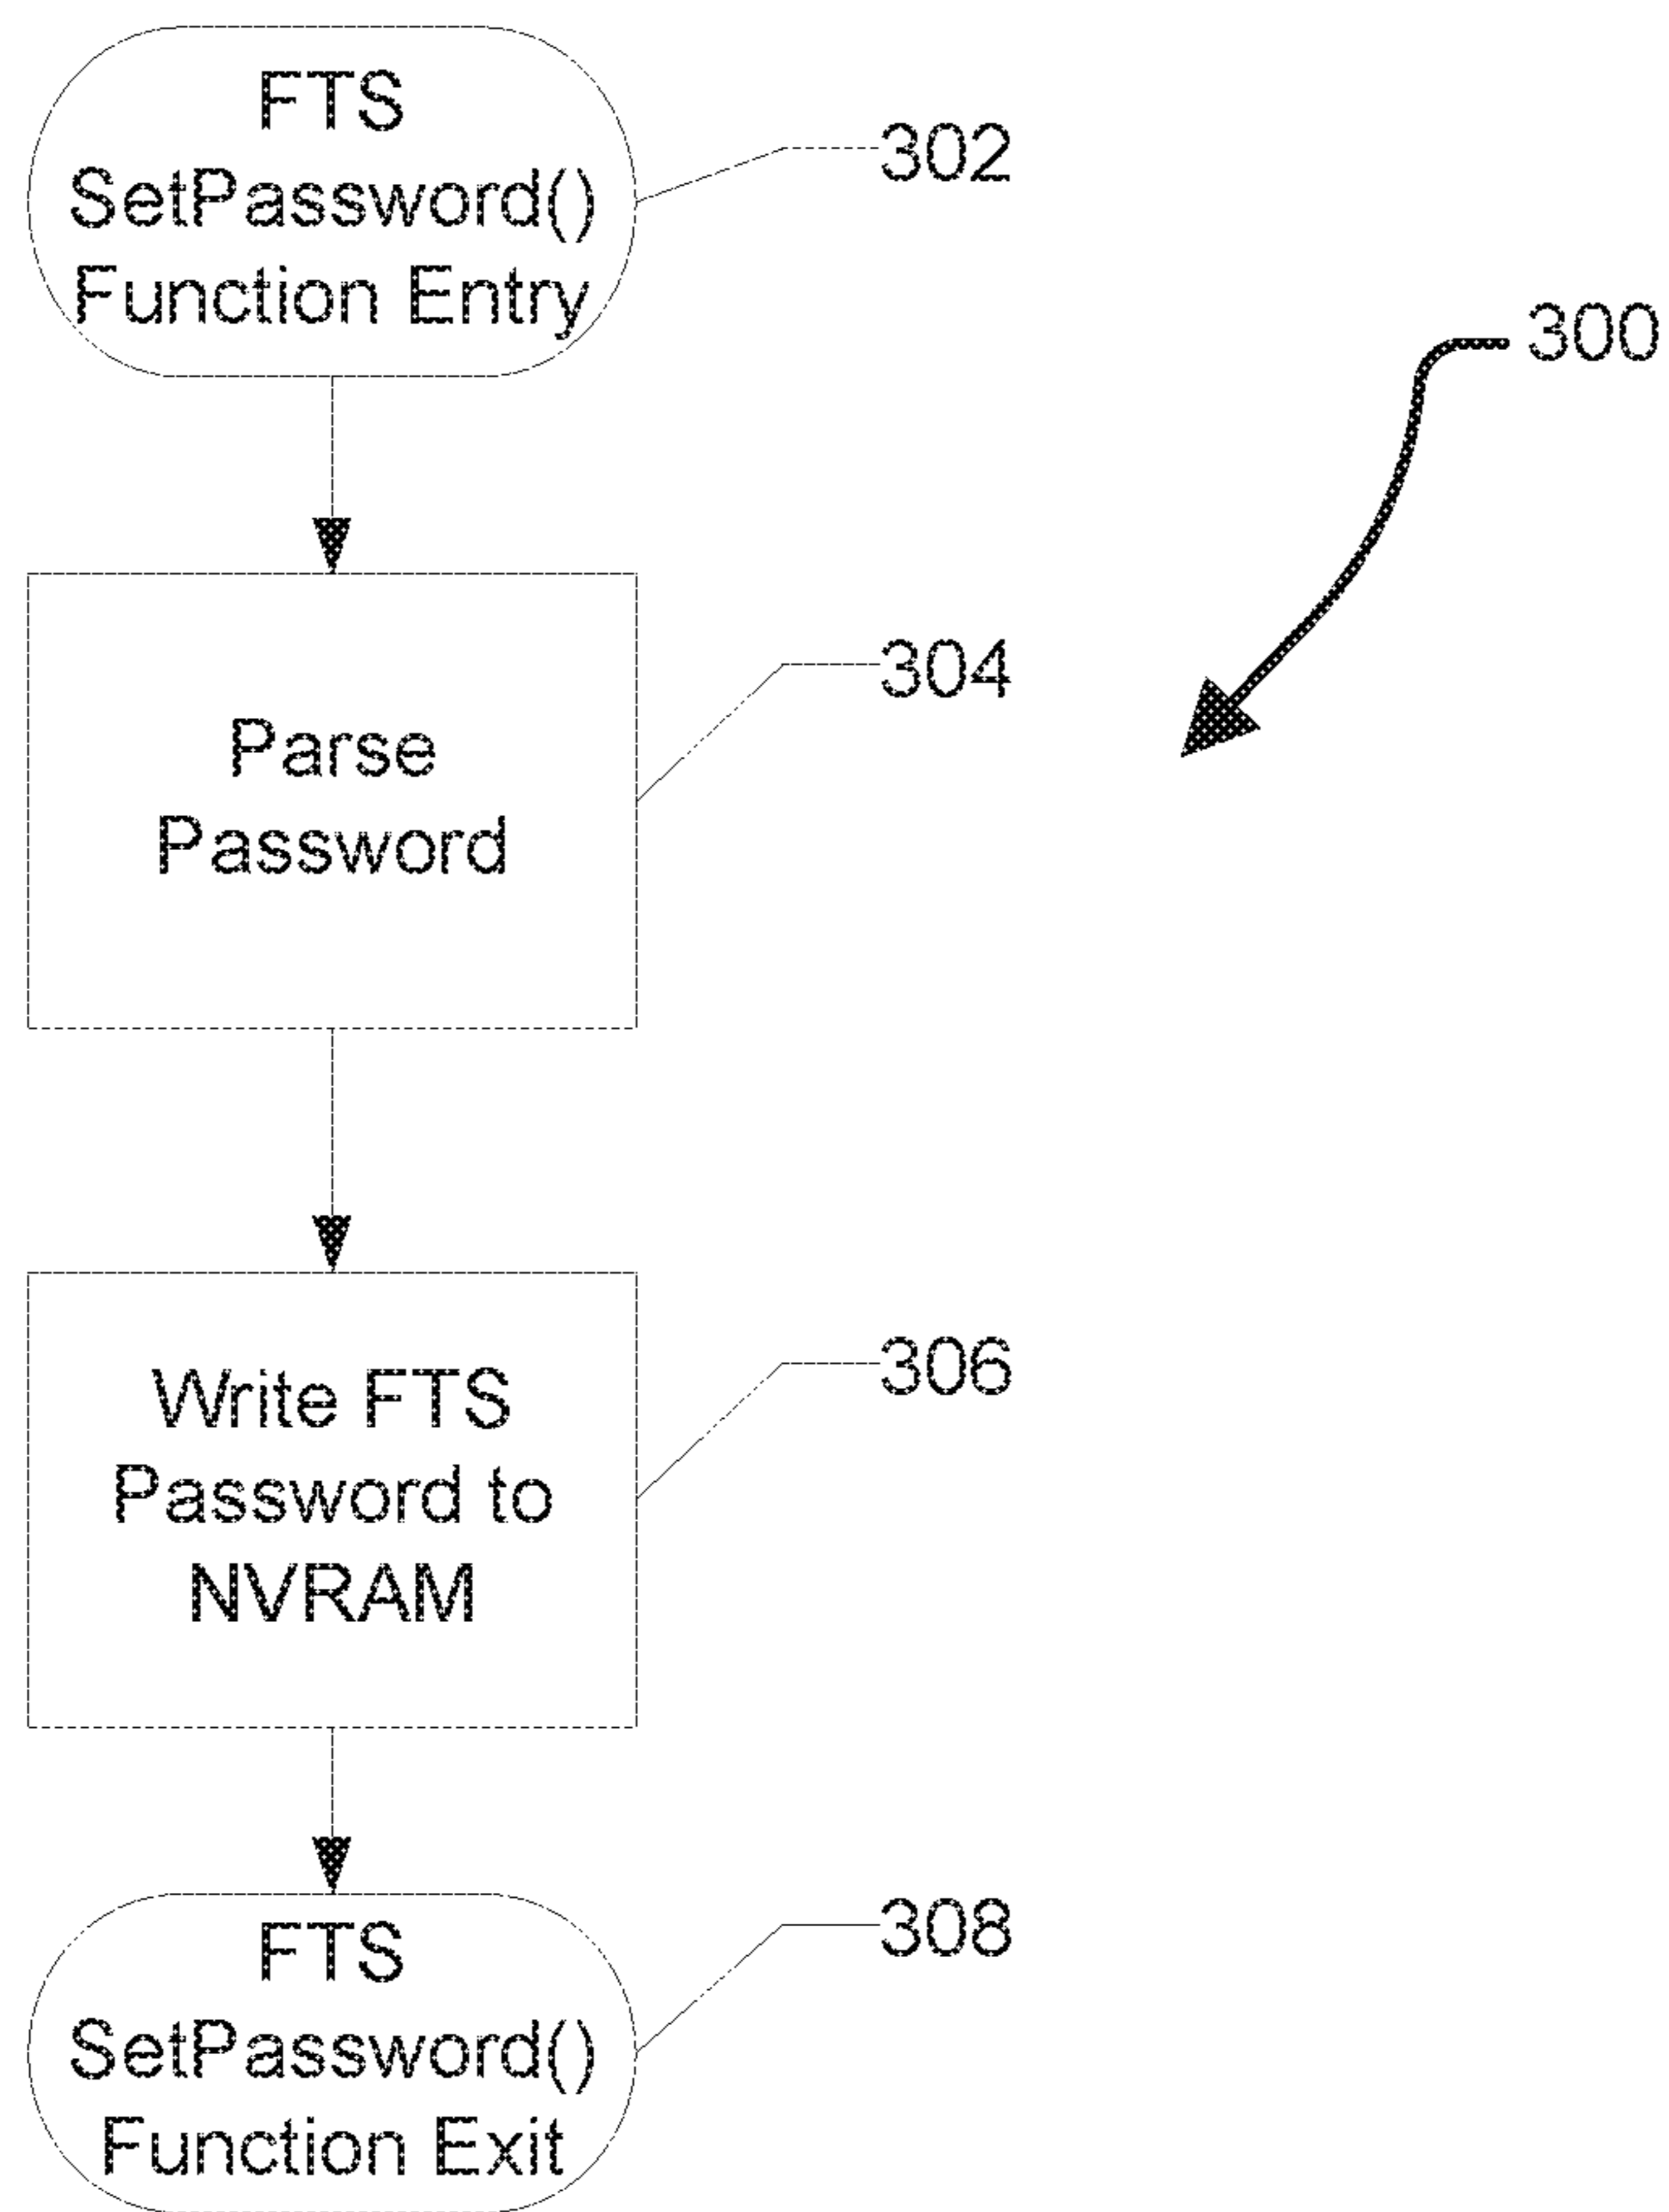 FTS
SetPassword()
Function Entry
302
300
Parse
Password
304
Write FTS
Password to
NVRAM
306
FTS
SetPassword()
Function Exit
308